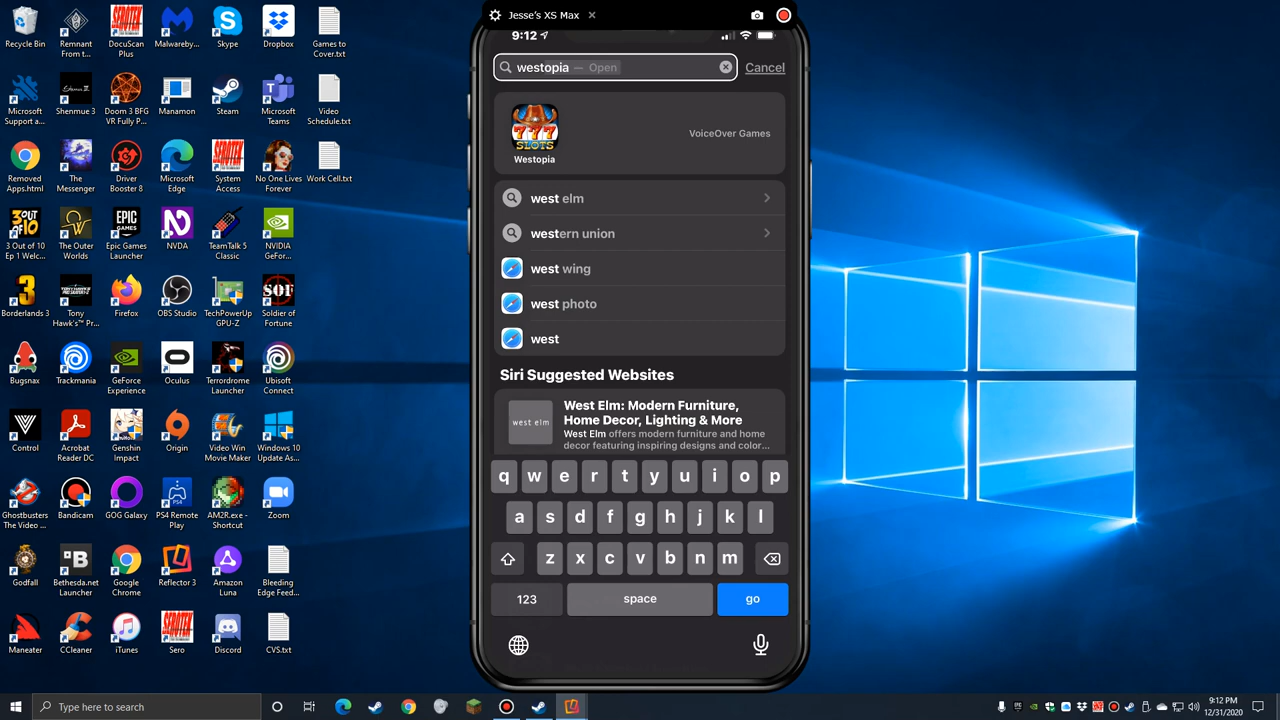 Recycle Bin
Remnant From t...
DocuScan Plus
Malwareby...
Skype
Dropbox
Games to Cover.txt
Microsoft Support a...
Shenmue 3
Doom 3 BFG VR Fully P...
Manamon
Steam
Microsoft Teams
Video Schedule.txt
Removed Apps.html
The Messenger
Driver Booster 8
Microsoft Edge
System Access
No One Lives Forever
Work Cell.txt
3 Out of 10 Ep 1 Welc...
The Outer Worlds
Epic Games Launcher
NVDA
TeamTalk 5 Classic
NVIDIA GeFor...
Borderlands 3
Tony Hawk's™ Pr...
Firefox
OBS Studio
TechPowerUp GPU-Z
Soldier of Fortune
Bugsnax
Trackmania
GeForce Experience
Oculus
Terrordrome Launcher
Ubisoft Connect
Control
Acrobat Reader DC
Genshin Impact
Origin
Video Win Movie Maker
Windows 10 Update As...
Ghostbusters The Video ...
Bandicam
GOG Galaxy
PS4 Remote Play
AM2R.exe - Shortcut
Zoom
Godfall
Bethesda.net Launcher
Google Chrome
Reflector 3
Amazon Luna
Bleeding Edge Feed...
Maneater
CCleaner
iTunes
Sero
Discord
CVS.txt
Jesse's Xs Max
9:12
westopia — Open
Cancel
777
SLOTS
Westopia
VoiceOver Games
west elm
western union
west wing
west photo
west
Siri Suggested Websites
west elm
West Elm: Modern Furniture,
Home Decor, Lighting & More
West Elm offers modern furniture and home
decor featuring inspiring designs and color...
q w e r t y u i o p
a s d f g h j k l
z x c v b n m
123 space go
Type here to search
9:12 PM
12/31/2020